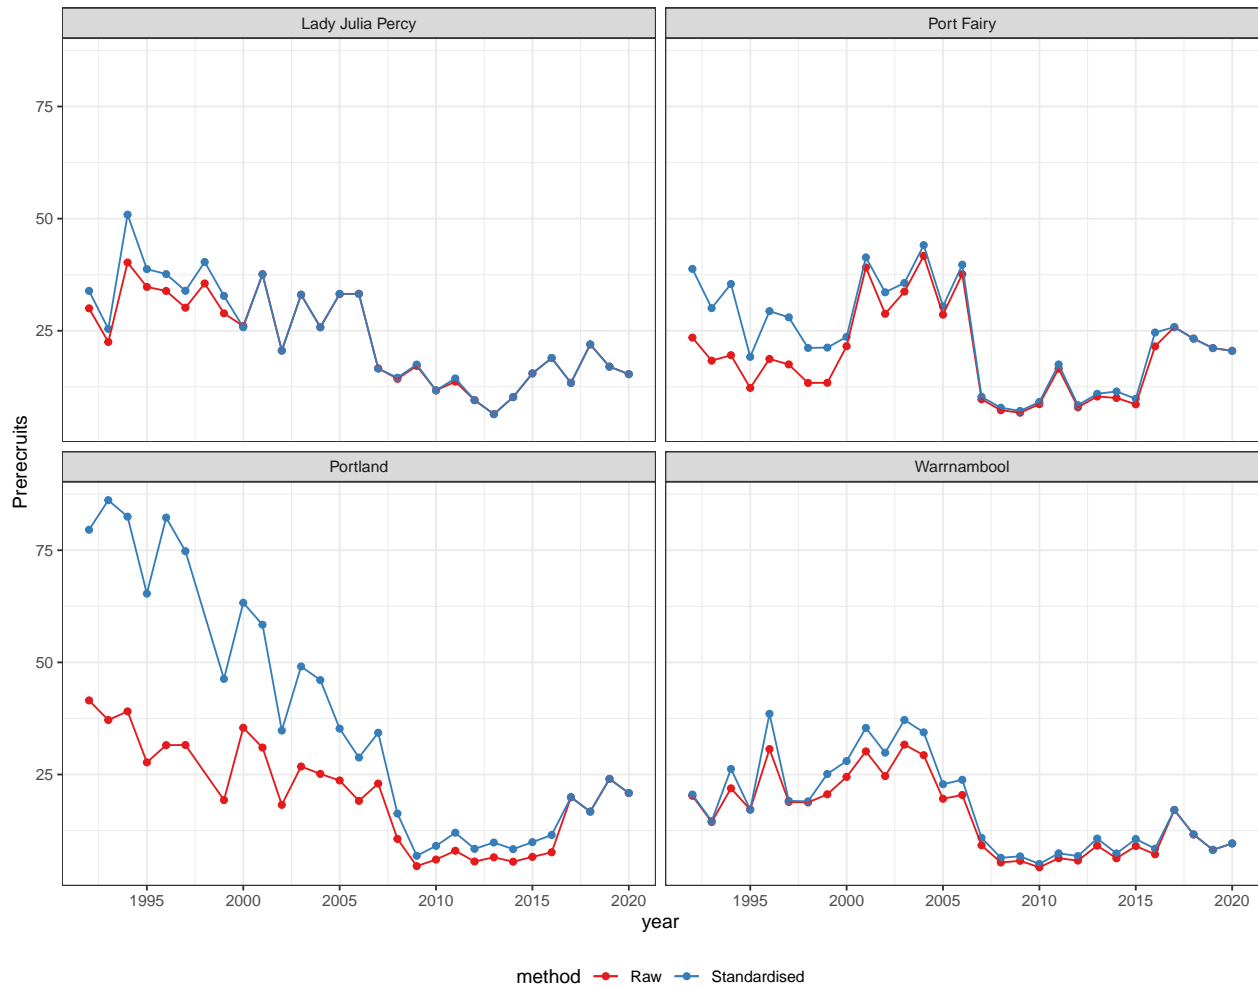 Lady Julia Percy
Port Fairy
75
50
25
Portland
Warrnambool
75
50
25
Prerecruits
1995
2000
2005
2010
2015
2020
1995
2000
2005
2010
2015
2020
year
method
Raw
Standardised